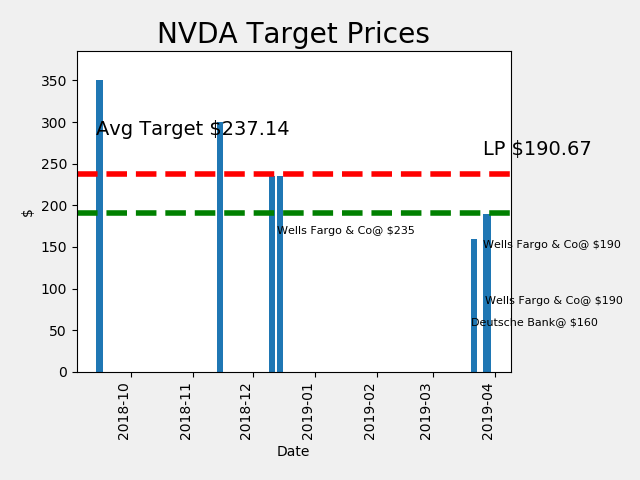 NVDA Target Prices
350
300
250
200
150
100
50
0
$
Avg Target $237.14
LP $190.67
Wells Fargo & Co@ $235
Wells Fargo & Co@ $190
Wells Fargo & Co@ $190
Deutsche Bank@ $160
2018-10
2018-11
2018-12
2019-01
2019-02
2019-03
2019-04
Date